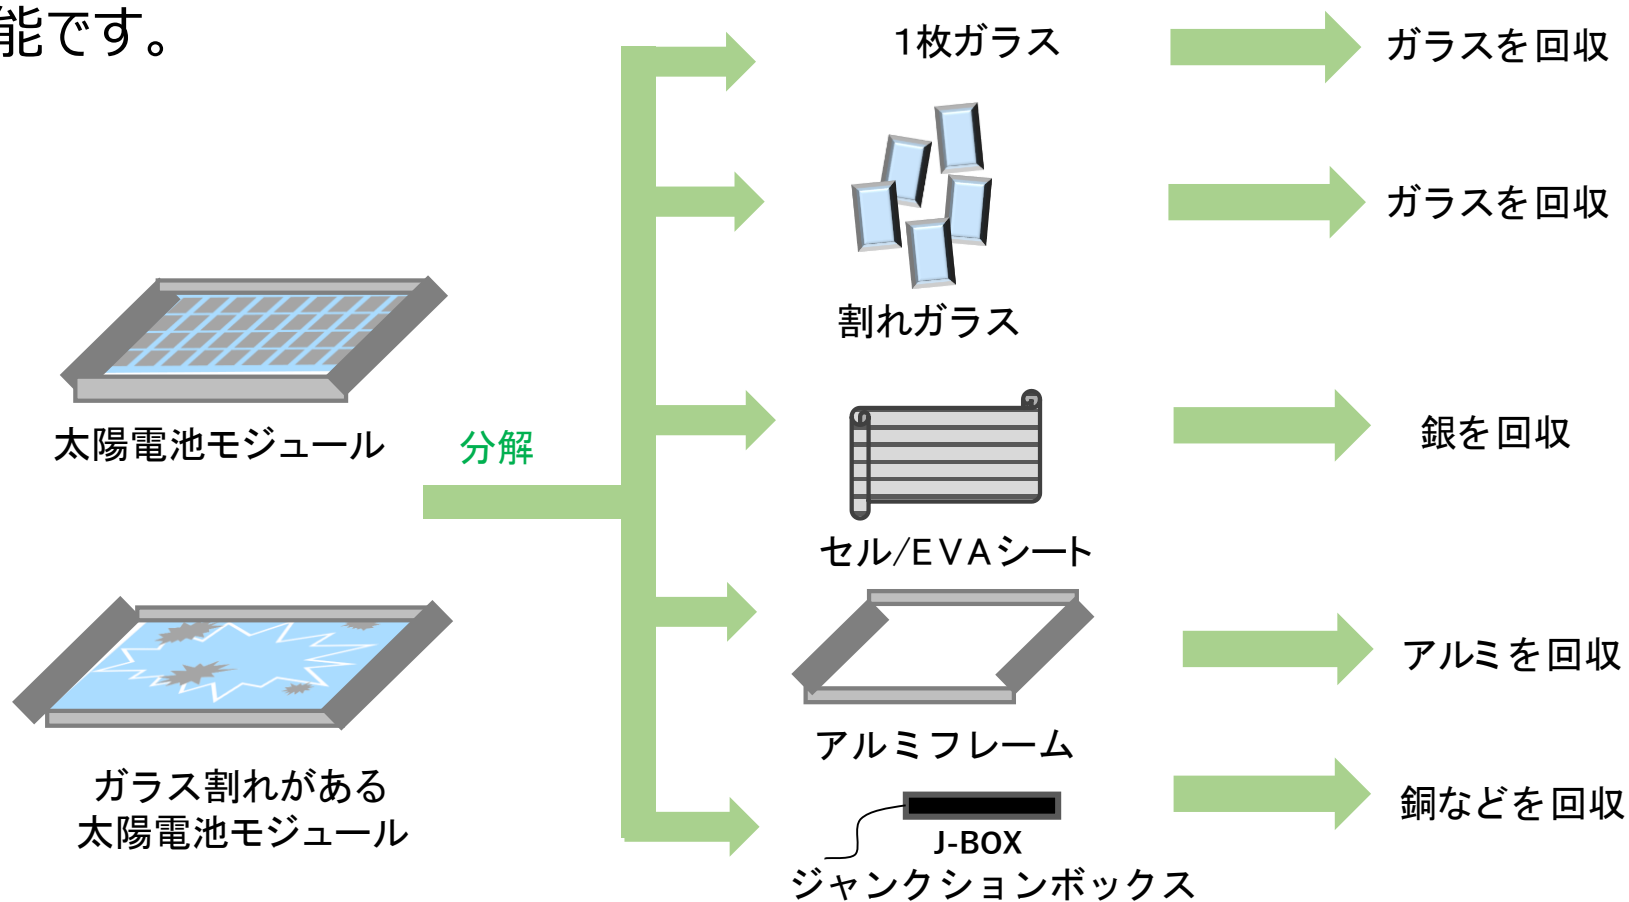 能です。
1枚ガラス
ガラスを回収
ガラスを回収
割れガラス
太陽電池モジュール
分解
銀を回収
セル/EVAシート
アルミを回収
アルミフレーム
ガラス割れがある
太陽電池モジュール
銅などを回収
J-BOX
ジャンクションボックス